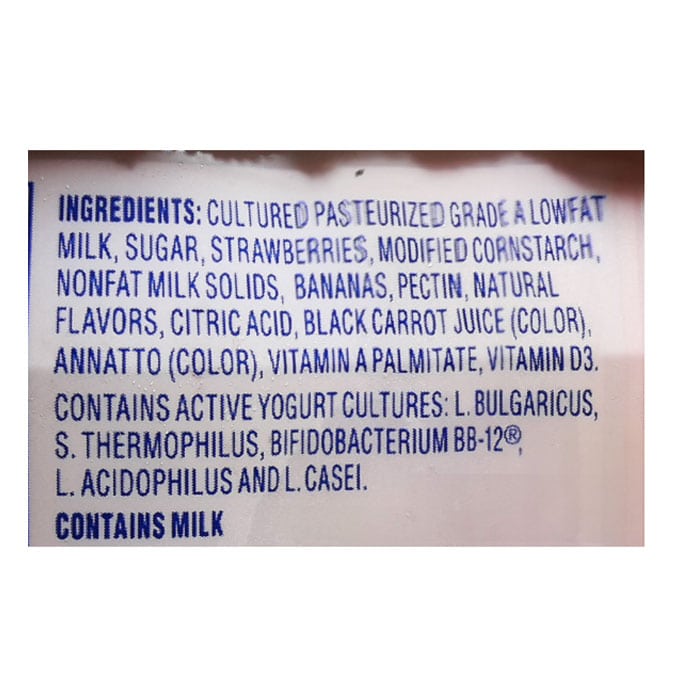 INGREDIENTS: CULTURED PASTEURIZED GRADE A LOWFAT
MILK, SUGAR, STRAWBERRIES, MODIFIED CORNSTARCH,
NONFAT MILK SOLIDS, BANANAS, PECTIN, NATURAL
FLAVORS, CITRIC ACID, BLACK CARROT JUICE (COLOR),
ANNATTO (COLOR), VITAMIN A PALMITATE, VITAMIN D3.
CONTAINS ACTIVE YOGURT CULTURES: L. BULGARICUS,
S. THERMOPHILUS, BIFIDOBACTERIUM BB-12®,
L. ACIDOPHILUS AND L. CASEI.
CONTAINS MILK